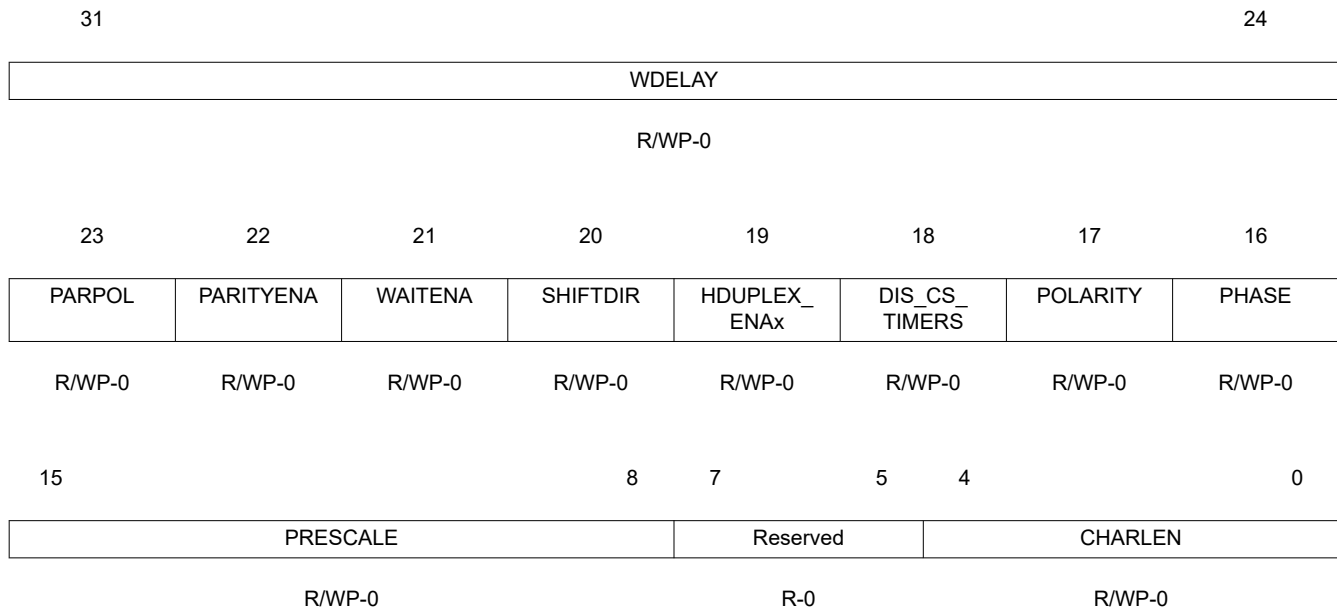 31 24
WDELAY
R/WP-0
23 22 21 20 19 18 17 16
PARPOL PARITYENA WAITENA SHIFTDIR HDUPLEX_ DIS_CS_ POLARITY PHASE
ENAx TIMERS
R/WP-0 R/WP-0 R/WP-0 R/WP-0 R/WP-0 R/WP-0 R/WP-0 R/WP-0
15 8 7 5 4 0
PRESCALE Reserved CHARLEN
R/WP-0 R-0 R/WP-0